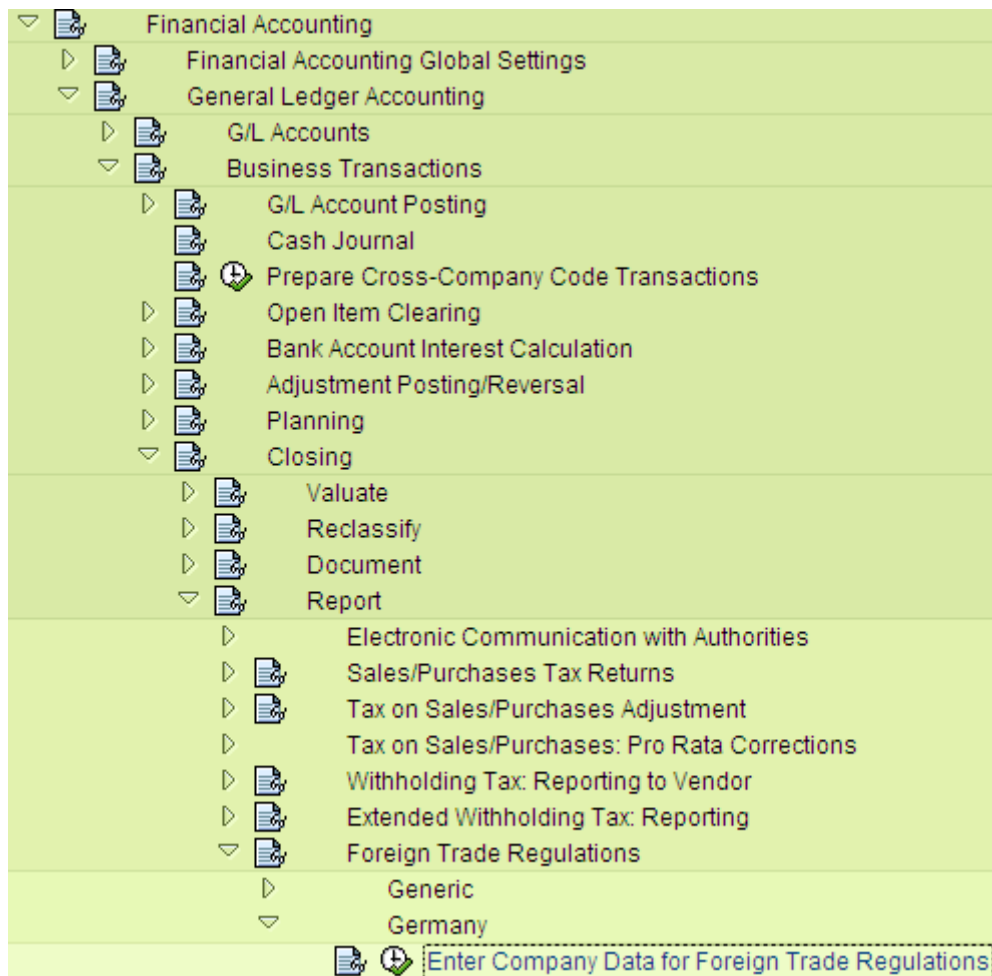 Financial Accounting
Financial Accounting Global Settings
General Ledger Accounting
G/L Accounts
Business Transactions
G/L Account Posting
Cash Journal
Prepare Cross-Company Code Transactions
Open Item Clearing
Bank Account Interest Calculation
Adjustment Posting/Reversal
Planning
Closing
Valuate
Reclassify
Document
Report
Electronic Communication with Authorities
Sales/Purchases Tax Returns
Tax on Sales/Purchases Adjustment
Tax on Sales/Purchases: Pro Rata Corrections
Withholding Tax: Reporting to Vendor
Extended Withholding Tax: Reporting
Foreign Trade Regulations
Generic
Germany
Enter Company Data for Foreign Trade Regulations